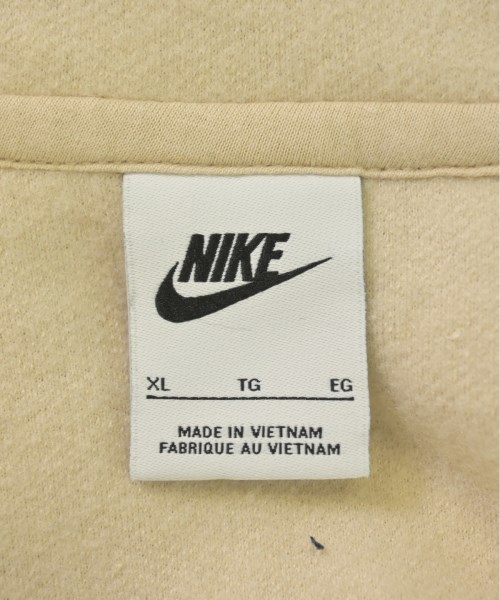 NIKE
XL TG EG
MADE IN VIETNAM
FABRIQUE AU VIETNAM